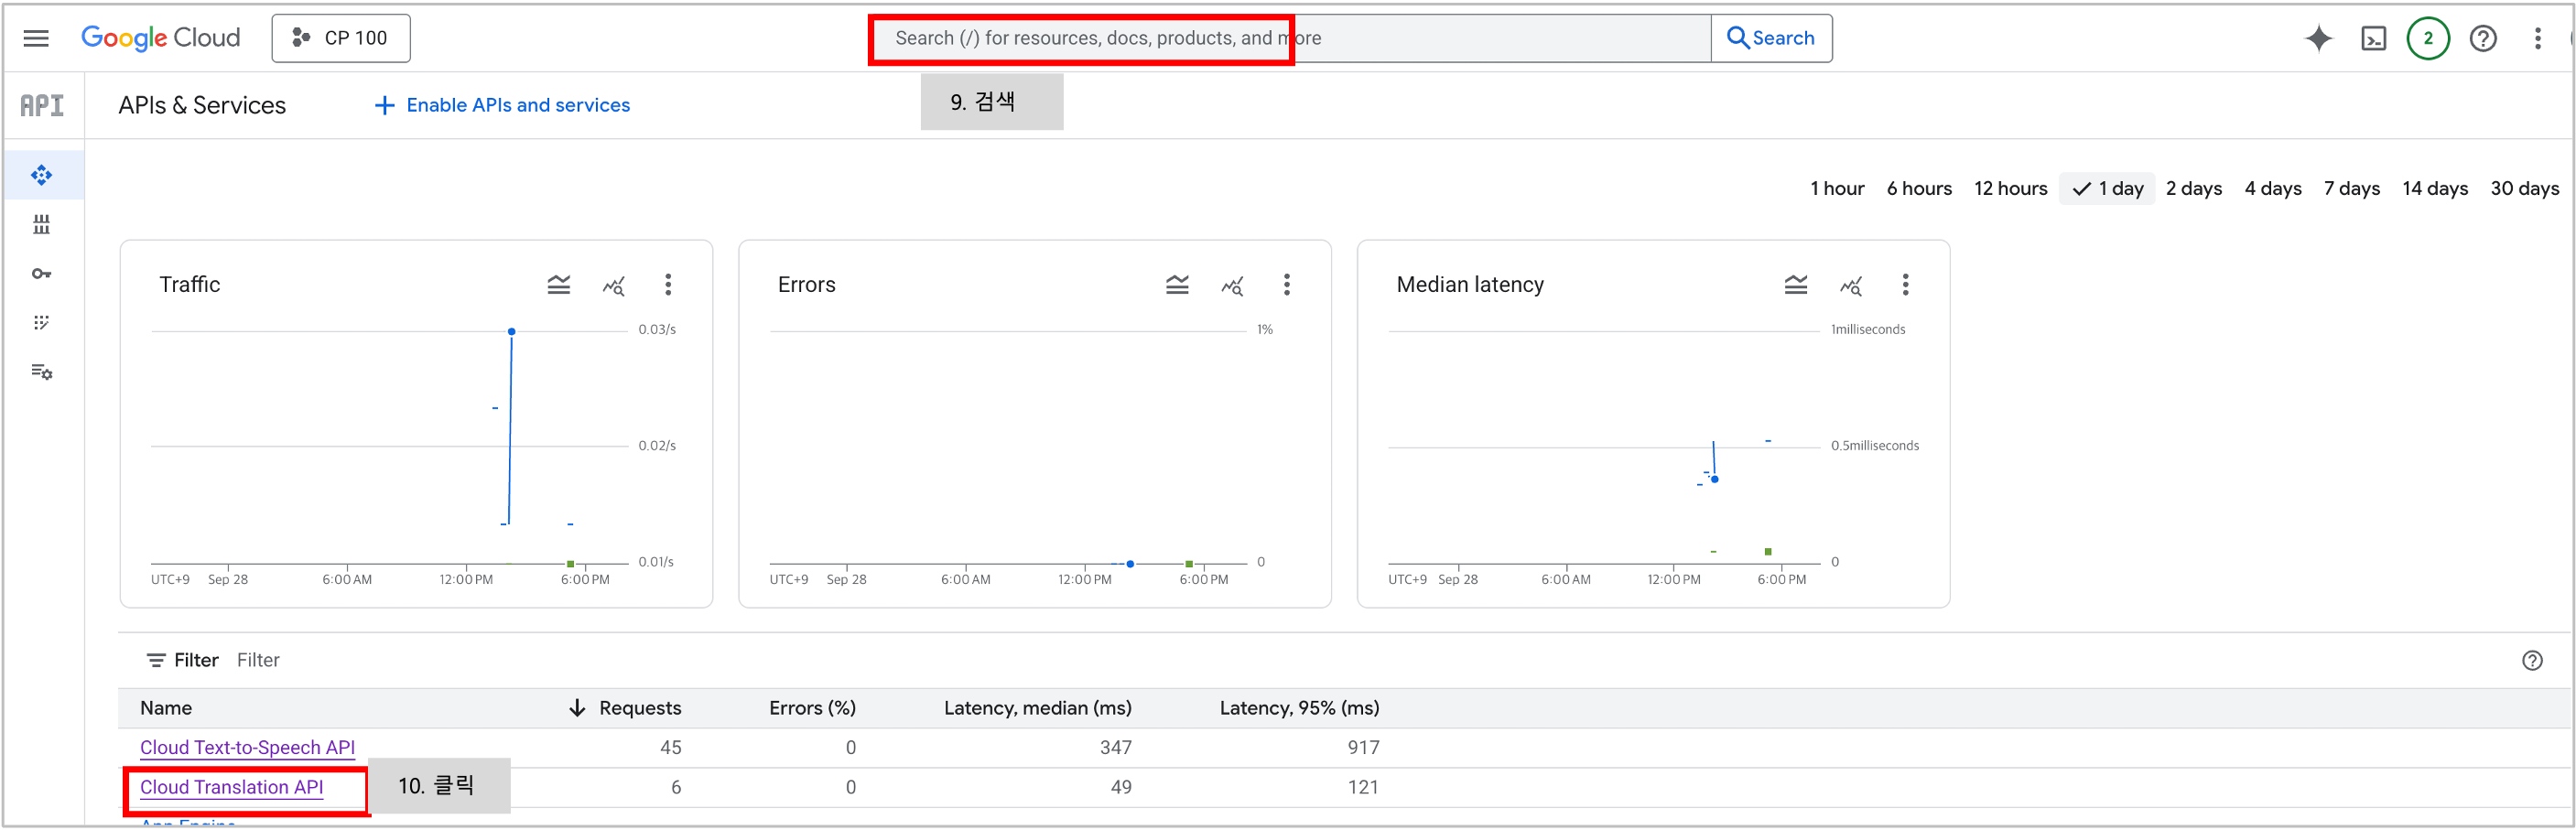 Google Cloud
CP 100
Search (/) for resources, docs, products, and more
Search
2
API
APIs & Services
Enable APIs and services
9. 검색
1 hour 6 hours 12 hours 1 day 2 days 4 days 7 days 14 days 30 days
Traffic
0.03/s
0.02/s
0.01/s
UTC+9 Sep 28 6:00 AM 12:00 PM 6:00 PM
Errors
1%
0
UTC+9 Sep 28 6:00 AM 12:00 PM 6:00 PM
Median latency
1milliseconds
0.5milliseconds
0
UTC+9 Sep 28 6:00 AM 12:00 PM 6:00 PM
Filter Filter
Name Requests Errors (%) Latency, median (ms) Latency, 95% (ms)
Cloud Text-to-Speech API 45 0 347 917
Cloud Translation API 6 0 49 121
10. 클릭